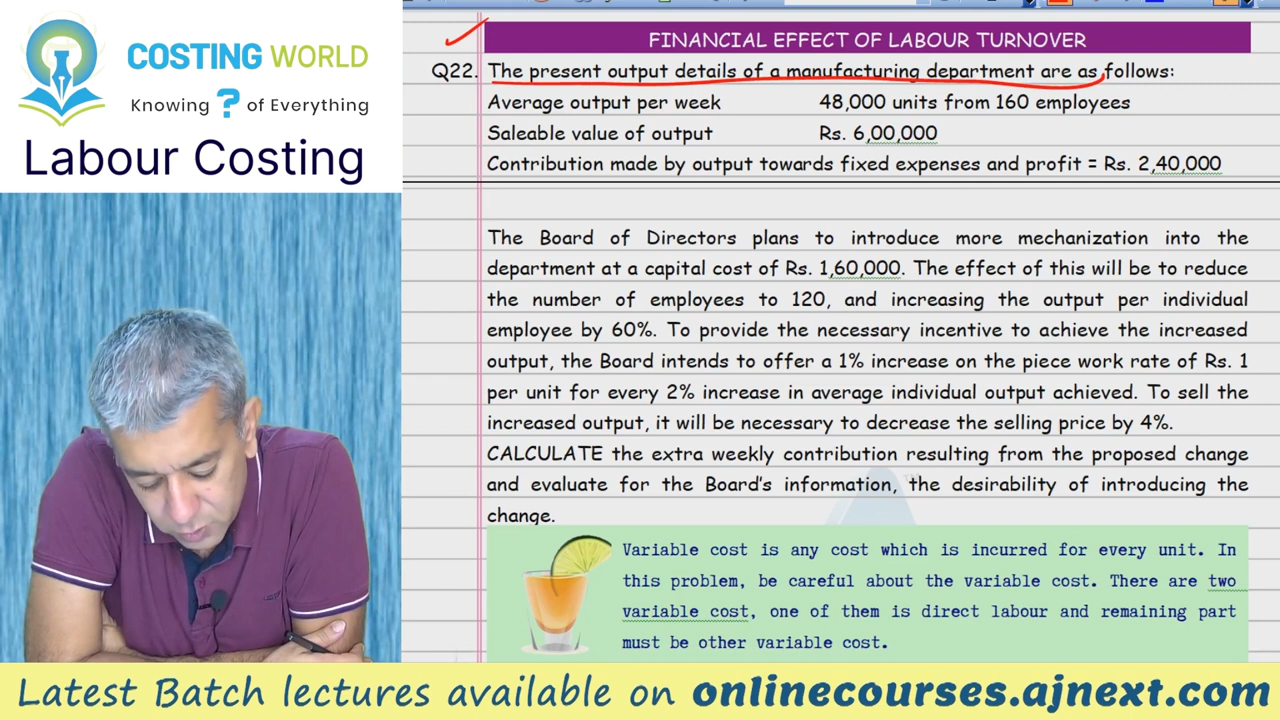 COSTING WORLD
Knowing ? of Everything
Labour Costing
FINANCIAL EFFECT OF LABOUR TURNOVER
Q22. The present output details of a manufacturing department are as follows:
Average output per week 48,000 units from 160 employees
Saleable value of output Rs. 6,00,000
Contribution made by output towards fixed expenses and profit = Rs. 2,40,000
The Board of Directors plans to introduce more mechanization into the
department at a capital cost of Rs. 1,60,000. The effect of this will be to reduce
the number of employees to 120, and increasing the output per individual
employee by 60%. To provide the necessary incentive to achieve the increased
output, the Board intends to offer a 1% increase on the piece work rate of Rs. 1
per unit for every 2% increase in average individual output achieved. To sell the
increased output, it will be necessary to decrease the selling price by 4%.
CALCULATE the extra weekly contribution resulting from the proposed change
and evaluate for the Board's information, the desirability of introducing the
change.
Variable cost is any cost which is incurred for every unit. In
this problem, be careful about the variable cost. There are two
variable cost, one of them is direct labour and remaining part
must be other variable cost.
Latest Batch lectures available on onlinecourses.ajnext.com